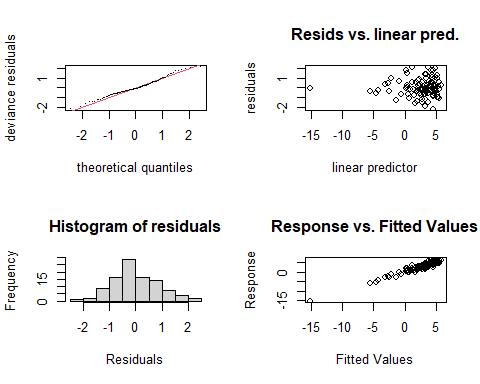 deviance residuals
1
-2
-2 -1 0 1 2
theoretical quantiles
Resids vs. linear pred.
residuals
1
-2
-15 -10 -5 0 5
linear predictor
Histogram of residuals
Frequency
15
0
-2 -1 0 1 2
Residuals
Response vs. Fitted Values
Response
0
-15
-15 -10 -5 0 5
Fitted Values